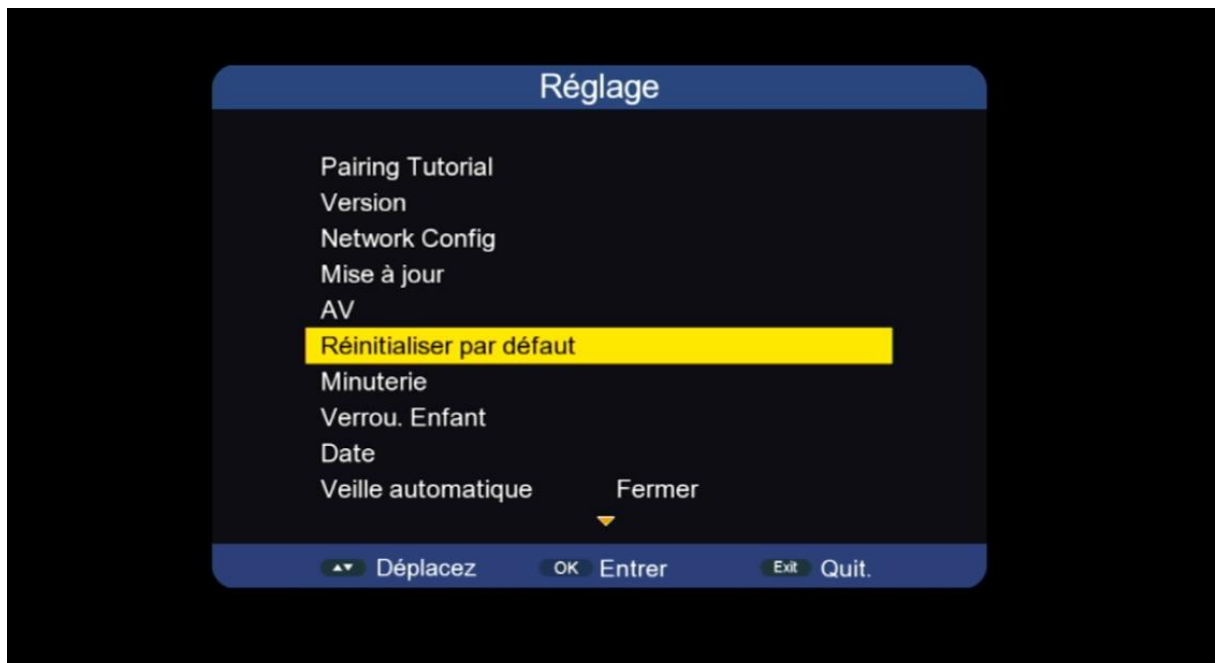 Réglage
Pairing Tutorial
Version
Network Config
Mise à jour
AV
Réinitialiser par défaut
Minuterie
Verrou. Enfant
Date
Veille automatique Fermer
Déplacez OK Entrer Exit Quit.